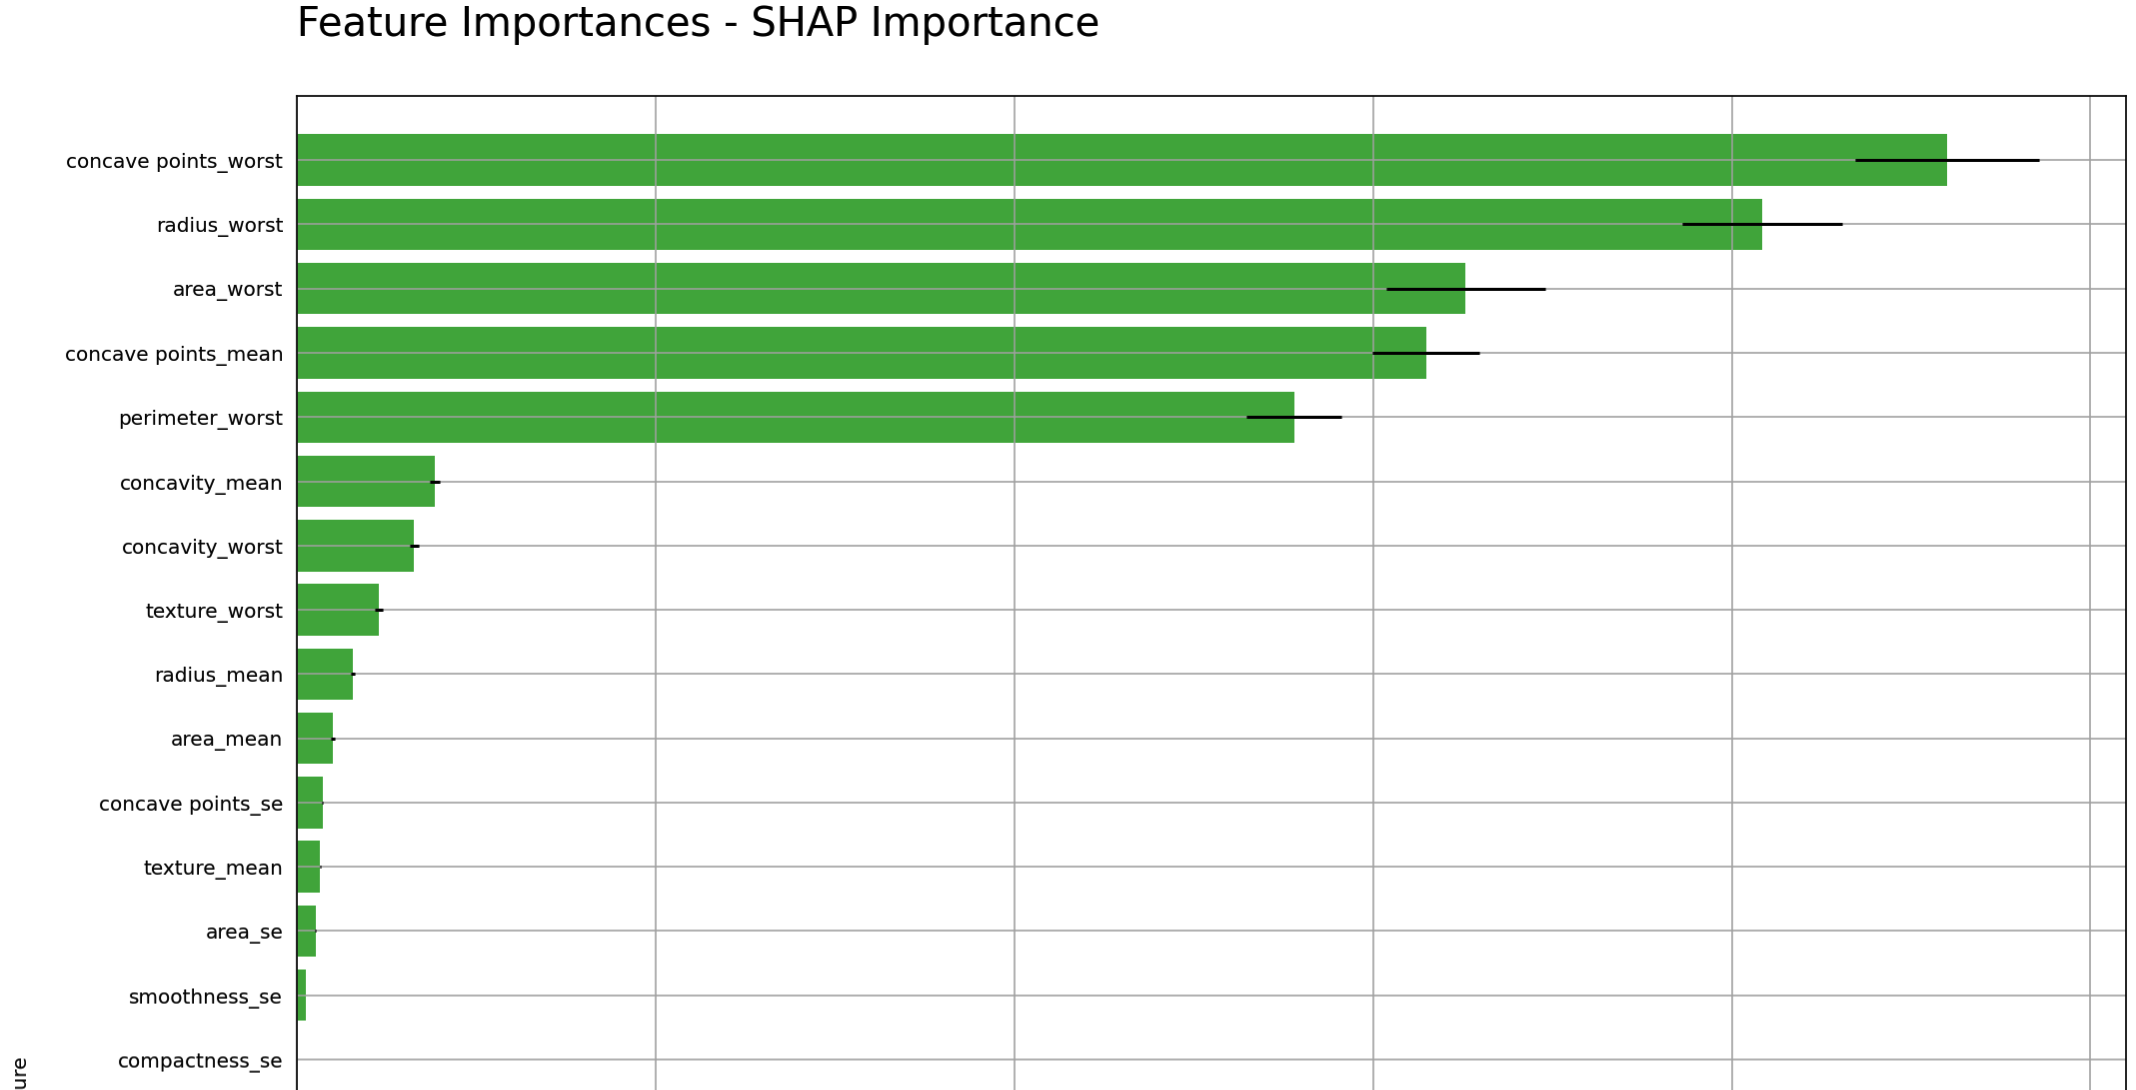 Feature Importances - SHAP Importance
concave points_worst
radius_worst
area_worst
concave points_mean
perimeter_worst
concavity_mean
concavity_worst
texture_worst
radius_mean
area_mean
concave points_se
texture_mean
area_se
smoothness_se
compactness_se